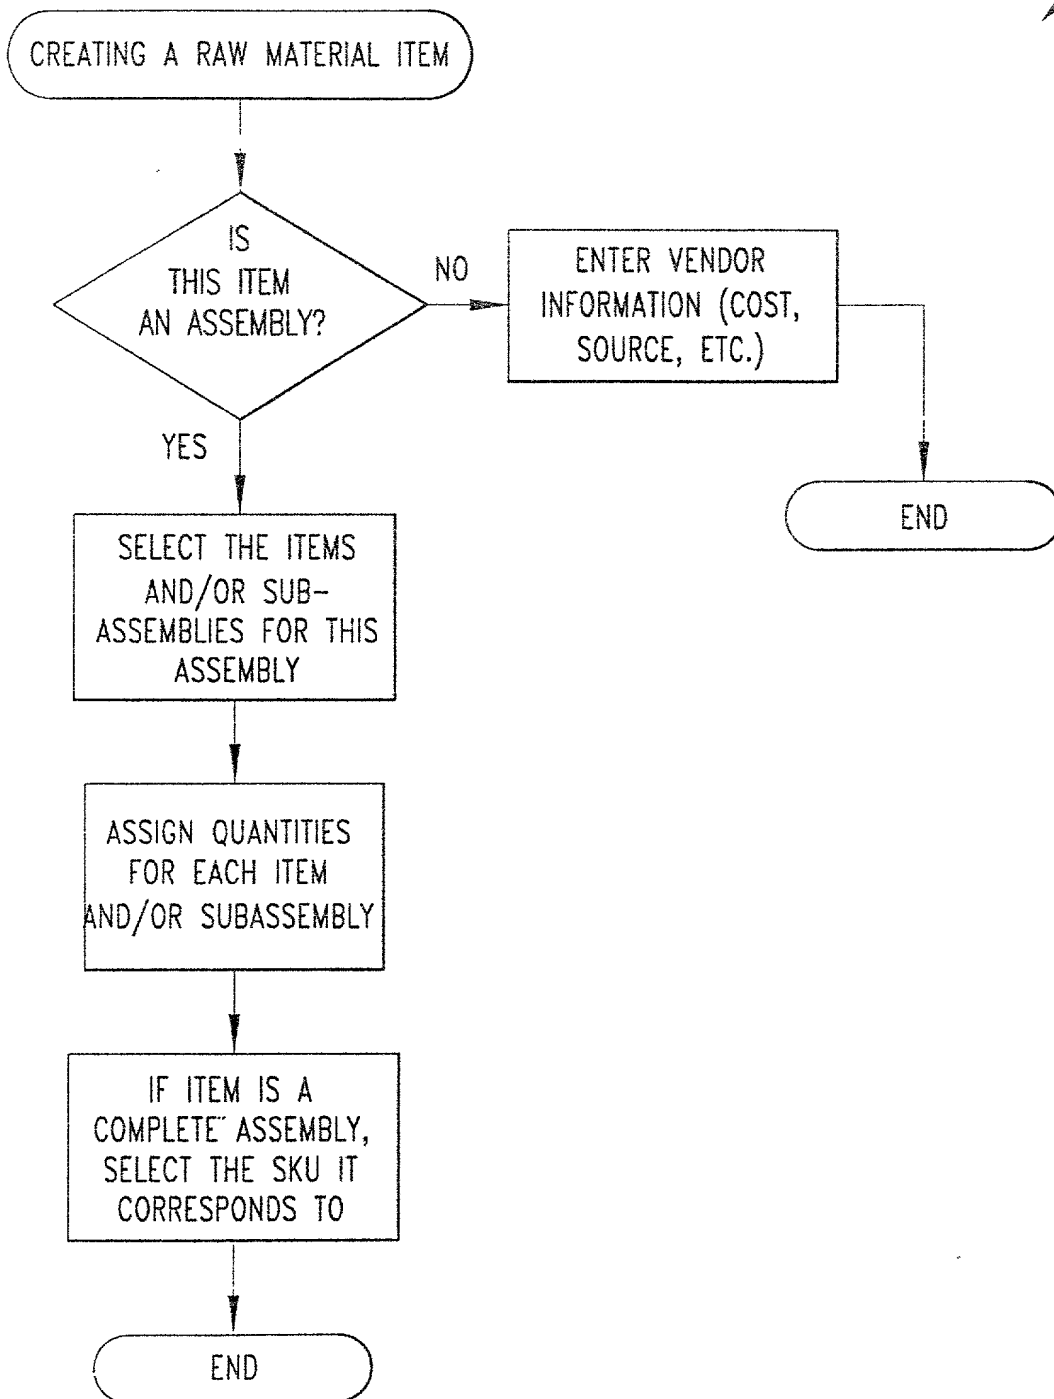 CREATING A RAW MATERIAL ITEM
IS
THIS ITEM
AN ASSEMBLY?
NO
ENTER VENDOR
INFORMATION (COST,
SOURCE, ETC.)
END
YES
SELECT THE ITEMS
AND/OR SUB-
ASSEMBLIES FOR THIS
ASSEMBLY
ASSIGN QUANTITIES
FOR EACH ITEM
AND/OR SUBASSEMBLY
IF ITEM IS A
COMPLETE ASSEMBLY,
SELECT THE SKU IT
CORRESPONDS TO
END